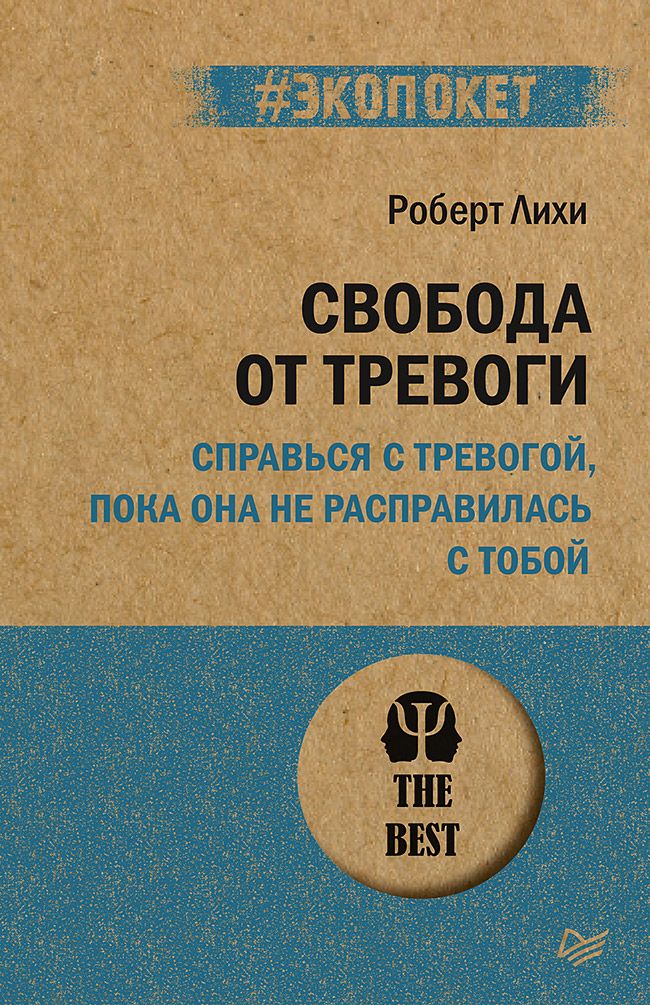 #ЭКОПОКЕТ
Роберт Лихи
СВОБОДА
ОТ ТРЕВОГИ
СПРАВЬСЯ С ТРЕВОГОЙ,
ПОКА ОНА НЕ РАСПРАВИЛАСЬ
С ТОБОЙ
Ψ
THE
BEST